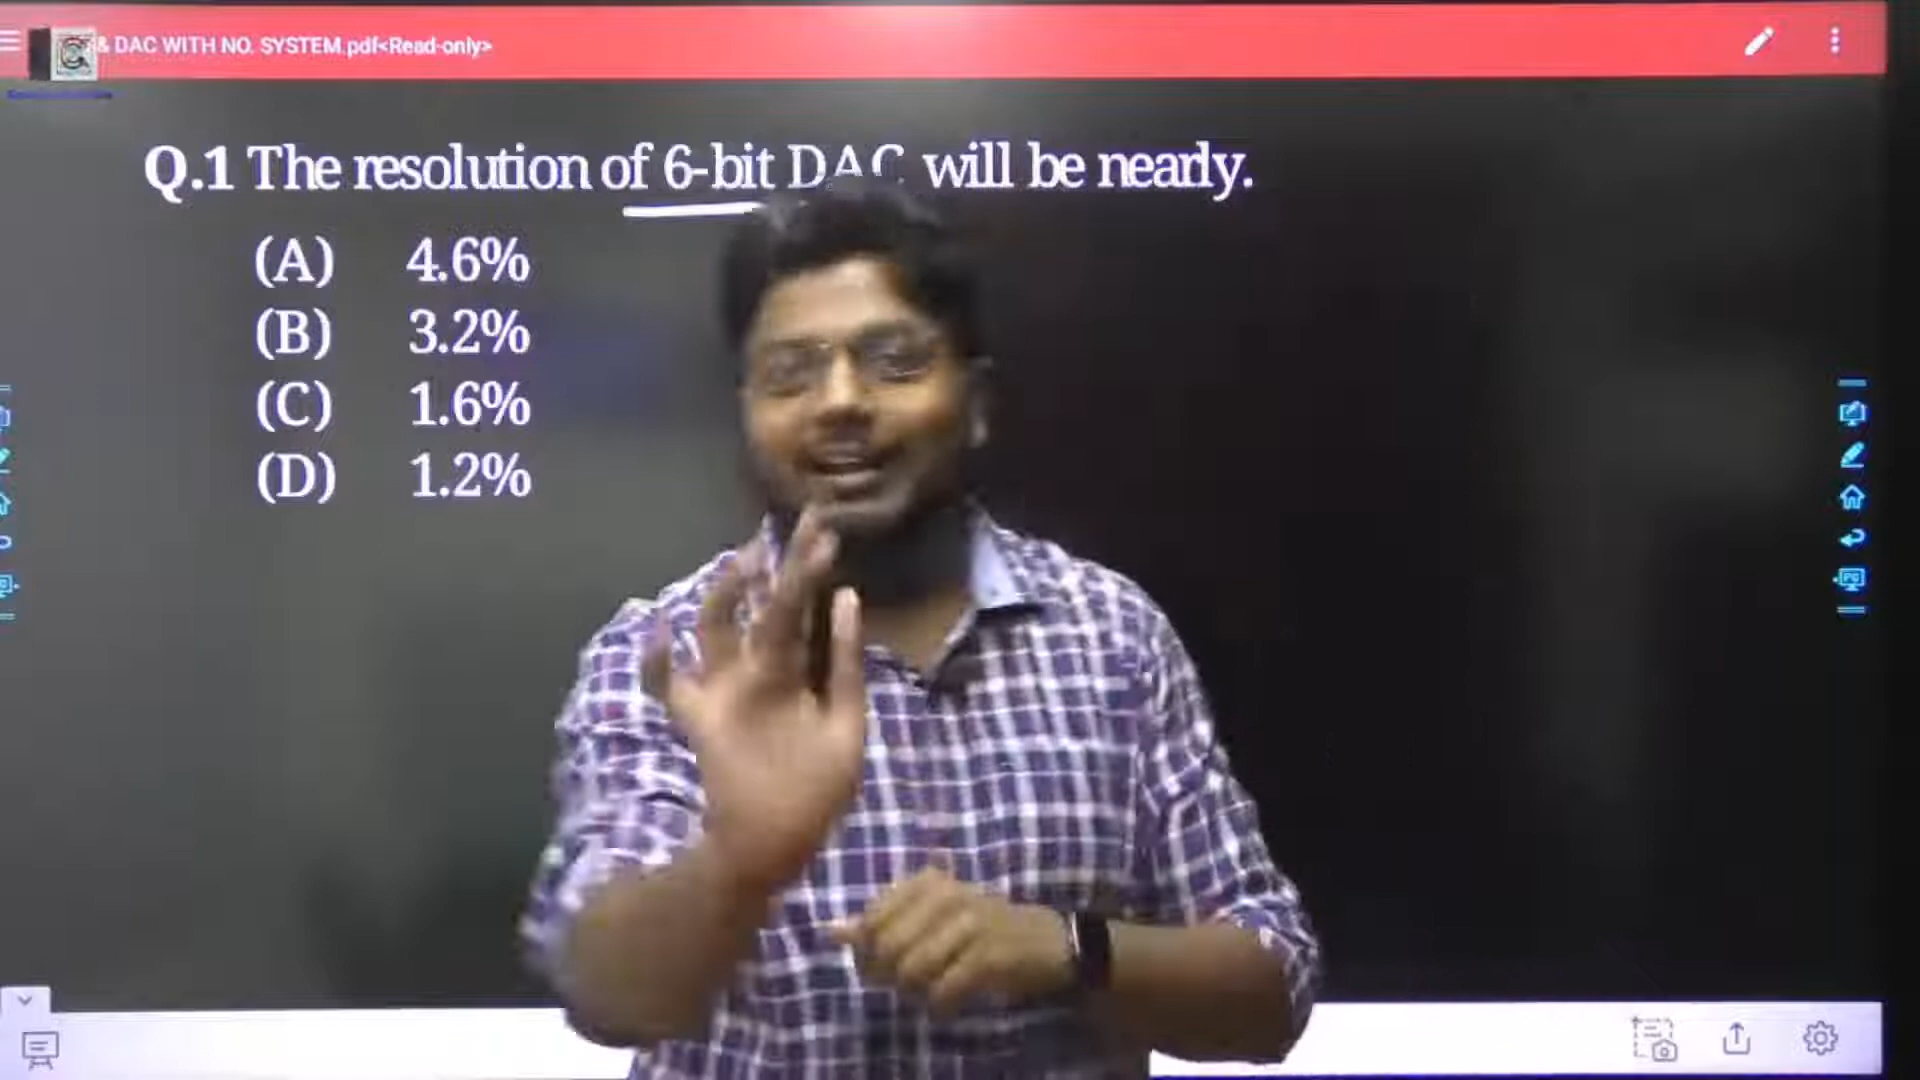 & DAC WITH NO. SYSTEM.pdf<Read-only>
Q.1 The resolution of 6-bit DAC will be nearly.
(A) 4.6%
(B) 3.2%
(C) 1.6%
(D) 1.2%
PC